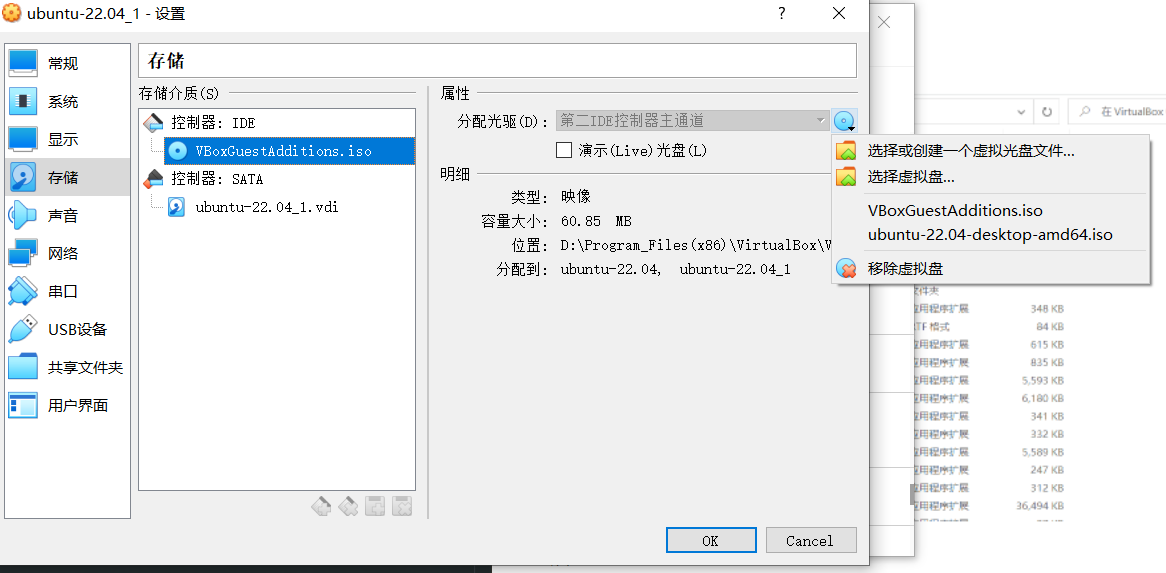 ubuntu-22.04_1 - 设置
?
常规
系统
显示
存储
声音
网络
串口
USB设备
共享文件夹
用户界面
存储
存储介质(S)
控制器: IDE
VBoxGuestAdditions.iso
控制器: SATA
ubuntu-22.04_1.vdi
属性
分配光驱(D): 第二IDE控制器主通道
演示(Live)光盘(L)
明细
类型: 映像
容量大小: 60.85 MB
位置: D:\Program_Files(x86)\VirtualBox\V
分配到: ubuntu-22.04, ubuntu-22.04_1
选择或创建一个虚拟光盘文件...
选择虚拟盘...
VBoxGuestAdditions.iso
ubuntu-22.04-desktop-amd64.iso
移除虚拟盘
OK
Cancel
在 VirtualBox
文件夹
应用程序扩展 348 KB
RTF 格式 84 KB
应用程序扩展 615 KB
应用程序扩展 835 KB
应用程序扩展 5,593 KB
应用程序扩展 6,180 KB
应用程序扩展 341 KB
应用程序扩展 332 KB
应用程序扩展 5,589 KB
应用程序扩展 247 KB
应用程序扩展 312 KB
应用程序扩展 36,494 KB